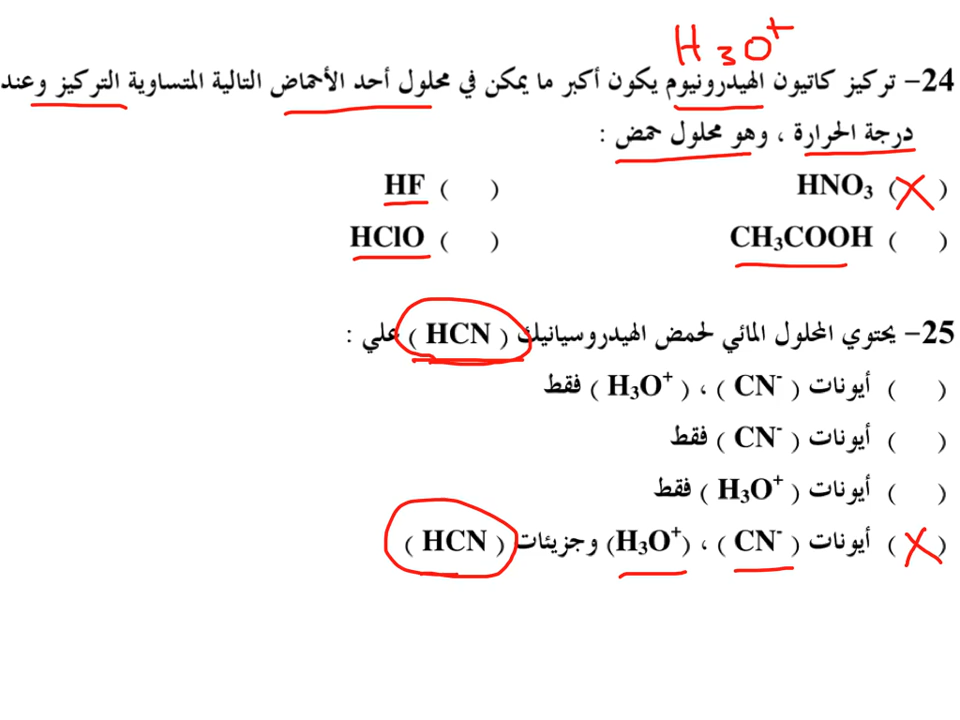 H3O+
24– تركيز كاتيون الهيدرونيوم يكون أكبر ما يمكن في محلول أحد الأحماض التالية المتساوية التركيز وعند
درجة الحرارة ، وهو محلول حمض :
(X) HNO₃ ( ) HF
( ) CH₃COOH ( ) HClO
25– يحتوي المحلول المائي لحمض الهيدروسيانيك ( HCN ) علي :
( ) أيونات ( CN⁻ ) ، ( H₃O⁺ ) فقط
( ) أيونات ( CN⁻ ) فقط
( ) أيونات ( H₃O⁺ ) فقط
(X) أيونات ( CN⁻ ) ، (H₃O⁺) وجزيئات ( HCN )